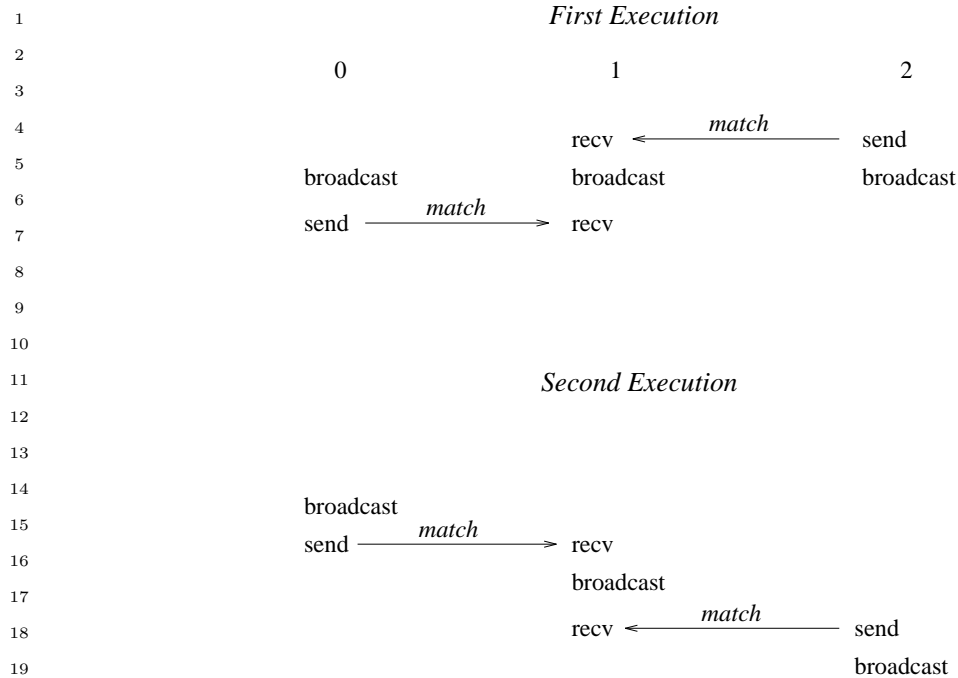 1 First Execution
2
0 1 2
3
4 match
recv send
5 broadcast broadcast broadcast
6 match
send recv
7
8
9
10
11 Second Execution
12
13
14 broadcast
15 match
send recv
16
broadcast
17 match
18 recv send
19 broadcast